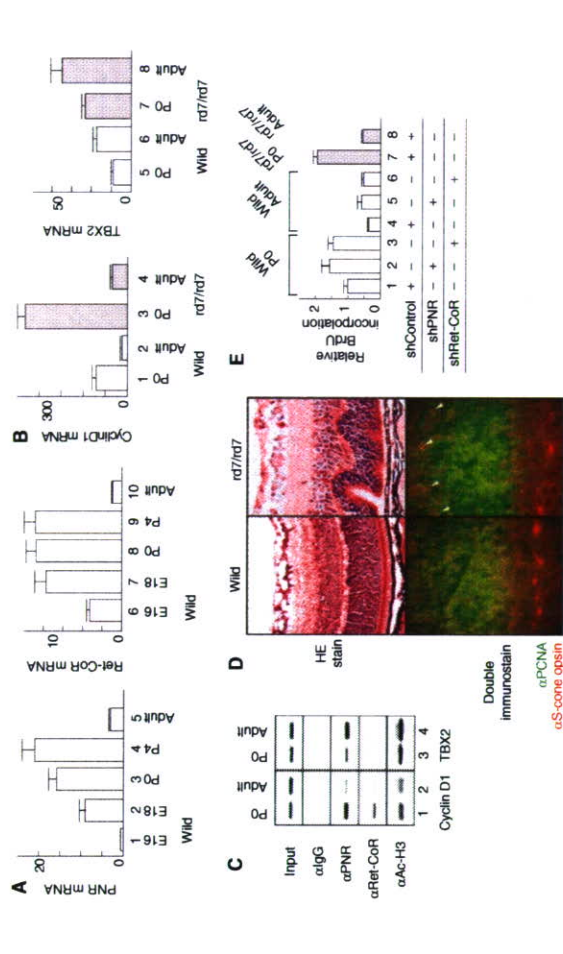 A
PNR mRNA
20
0
1 2 3 4 5
E16 E18 P0 P4 Adult
Wild
Ret-CoR mRNA
10
0
6 7 8 9 10
E16 E18 P0 P4 Adult
Wild
B
CyclinD1 mRNA
300
0
1 2 3 4
P0 Adult P0 Adult
Wild rd7/rd7
TBX2 mRNA
50
0
5 6 7 8
P0 Adult P0 Adult
Wild rd7/rd7
C
P0 Adult P0 Adult
Input
αIgG
αPNR
αRet-CoR
αAc-H3
1 2 3 4
Cyclin D1 TBX2
D
Wild rd7/rd7
HE
stain
Double
immunostain
αPCNA
αS-cone opsin
E
Wild
P0
Wild
Adult
rd7/rd7
P0
rd7/rd7
Adult
Relative
BrdU
incorpolation
2
1
0
1 2 3 4 5 6 7 8
shControl + − − + − − + +
shPNR − + − − + − − −
shRet-CoR − − + − − + − −